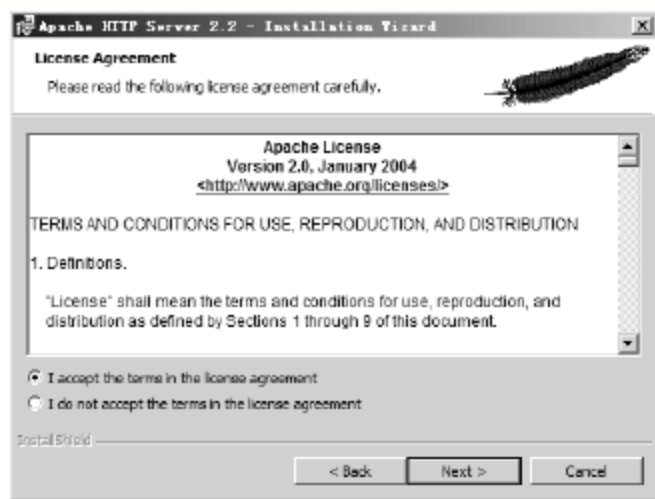 Apache HTTP Server 2.2 - Installation Wizard
License Agreement
Please read the following license agreement carefully.
Apache License
Version 2.0, January 2004
<http://www.apache.org/licenses/>
TERMS AND CONDITIONS FOR USE, REPRODUCTION, AND DISTRIBUTION
1. Definitions.
"License" shall mean the terms and conditions for use, reproduction, and
distribution as defined by Sections 1 through 9 of this document.
I accept the terms in the license agreement
I do not accept the terms in the license agreement
InstallShield
< Back
Next >
Cancel